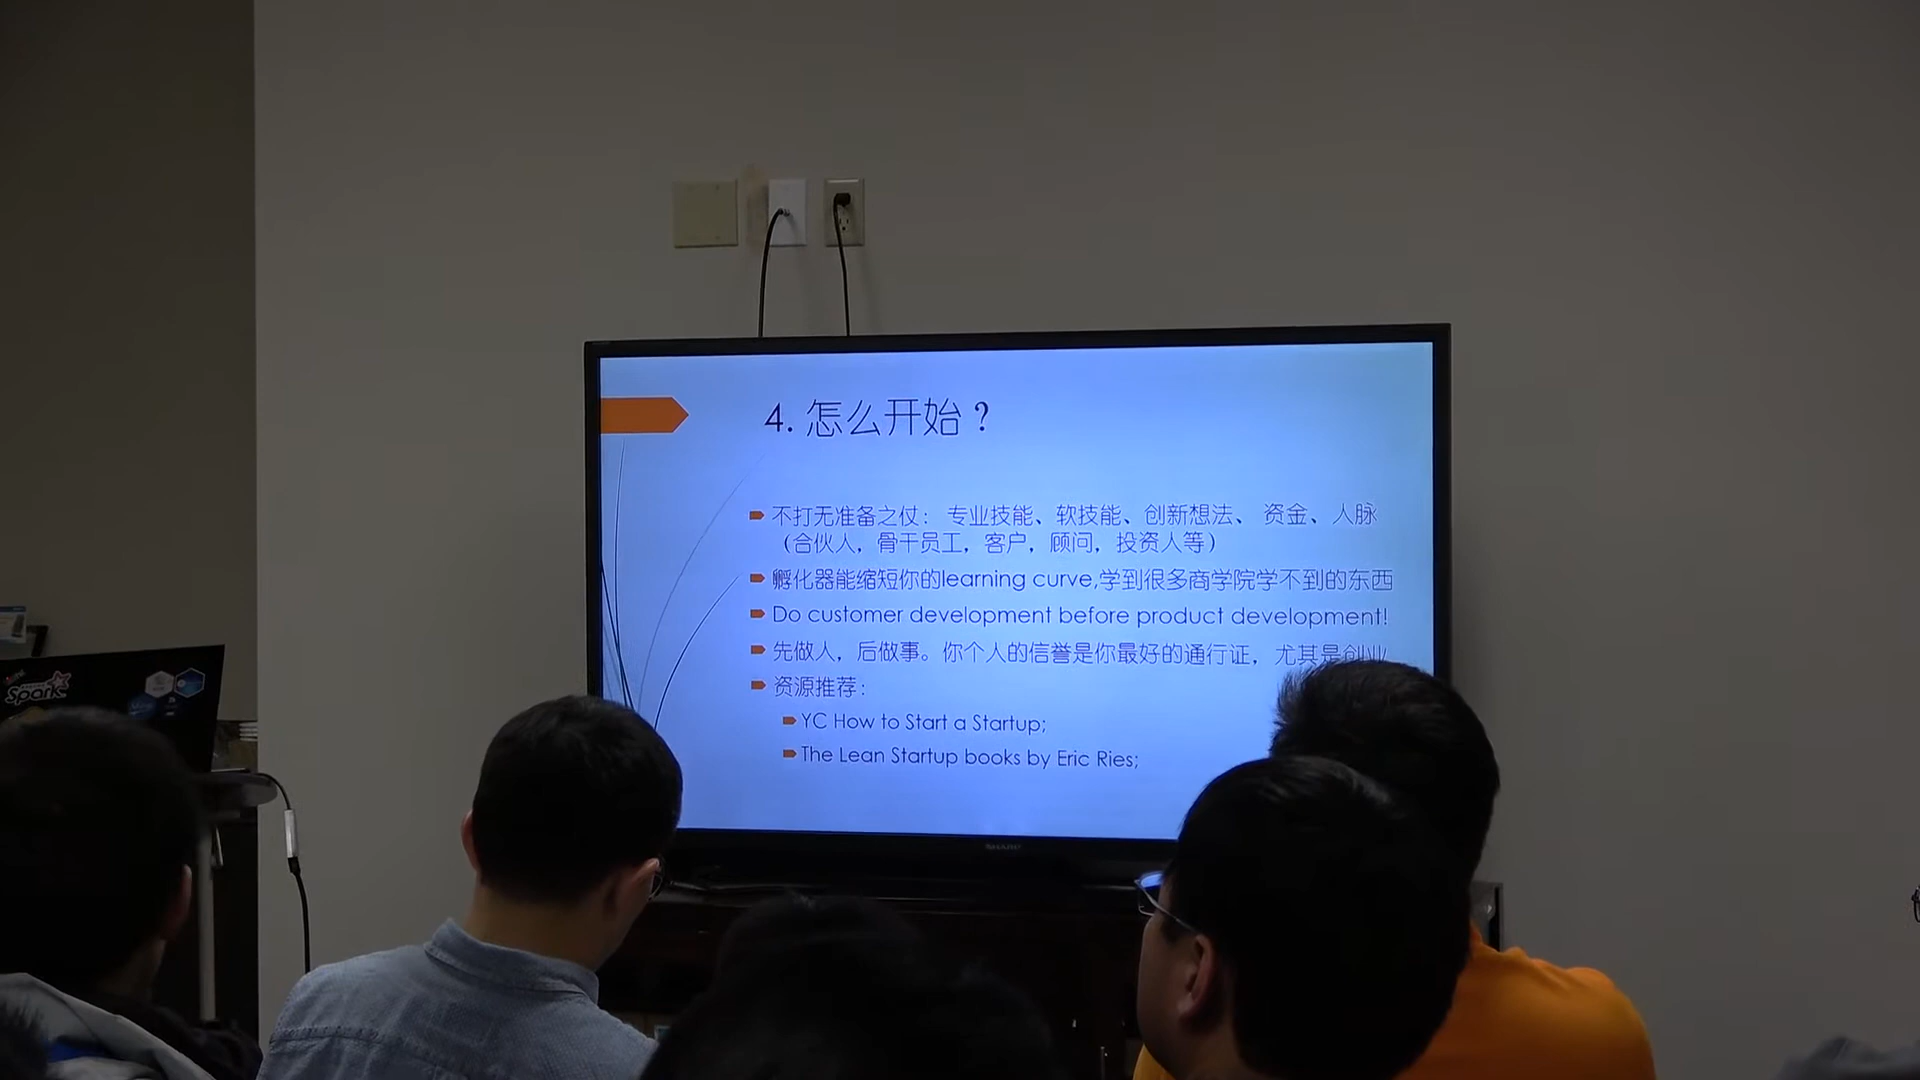 4. 怎么开始？
不打无准备之仗： 专业技能、软技能、创新想法、 资金、人脉
（合伙人，骨干员工，客户，顾问，投资人等）
孵化器能缩短你的learning curve,学到很多商学院学不到的东西
Do customer development before product development!
先做人，后做事。你个人的信誉是你最好的通行证，尤其是创业
资源推荐：
YC How to Start a Startup;
The Lean Startup books by Eric Ries;
SHARP
Spark